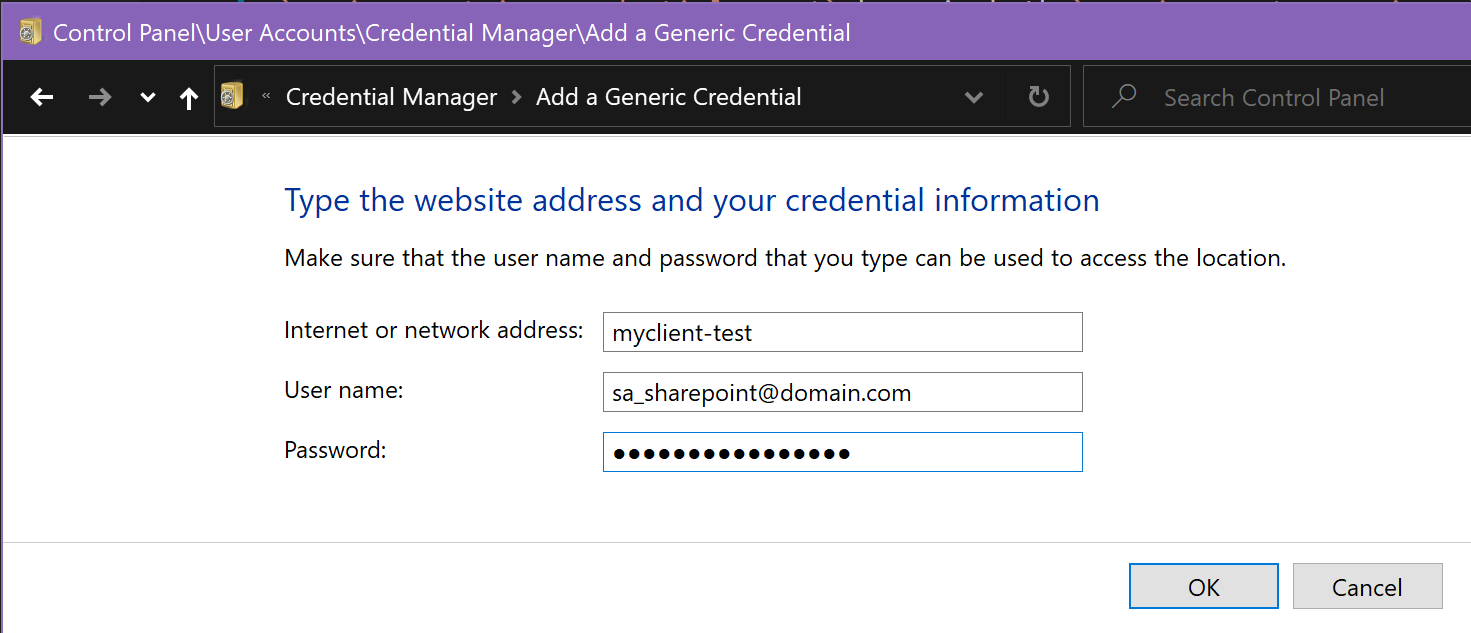 Control Panel\User Accounts\Credential Manager\Add a Generic Credential
« Credential Manager > Add a Generic Credential
Search Control Panel
Type the website address and your credential information
Make sure that the user name and password that you type can be used to access the location.
Internet or network address: myclient-test
User name: sa_sharepoint@domain.com
Password: ●●●●●●●●●●●●●●●●
OK Cancel